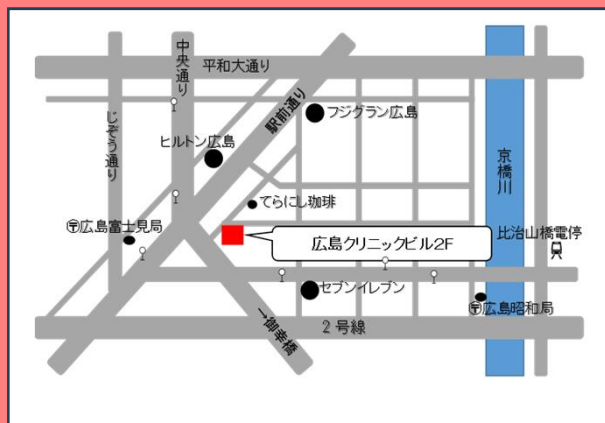 中央通り
平和大通り
駅前通り
フジグラン広島
じぞう通り
ヒルトン広島
京橋川
てらにし珈琲
〶広島富士見局
比治山橋電停
広島クリニックビル2F
セブンイレブン
〶広島昭和局
→御幸橋
2号線